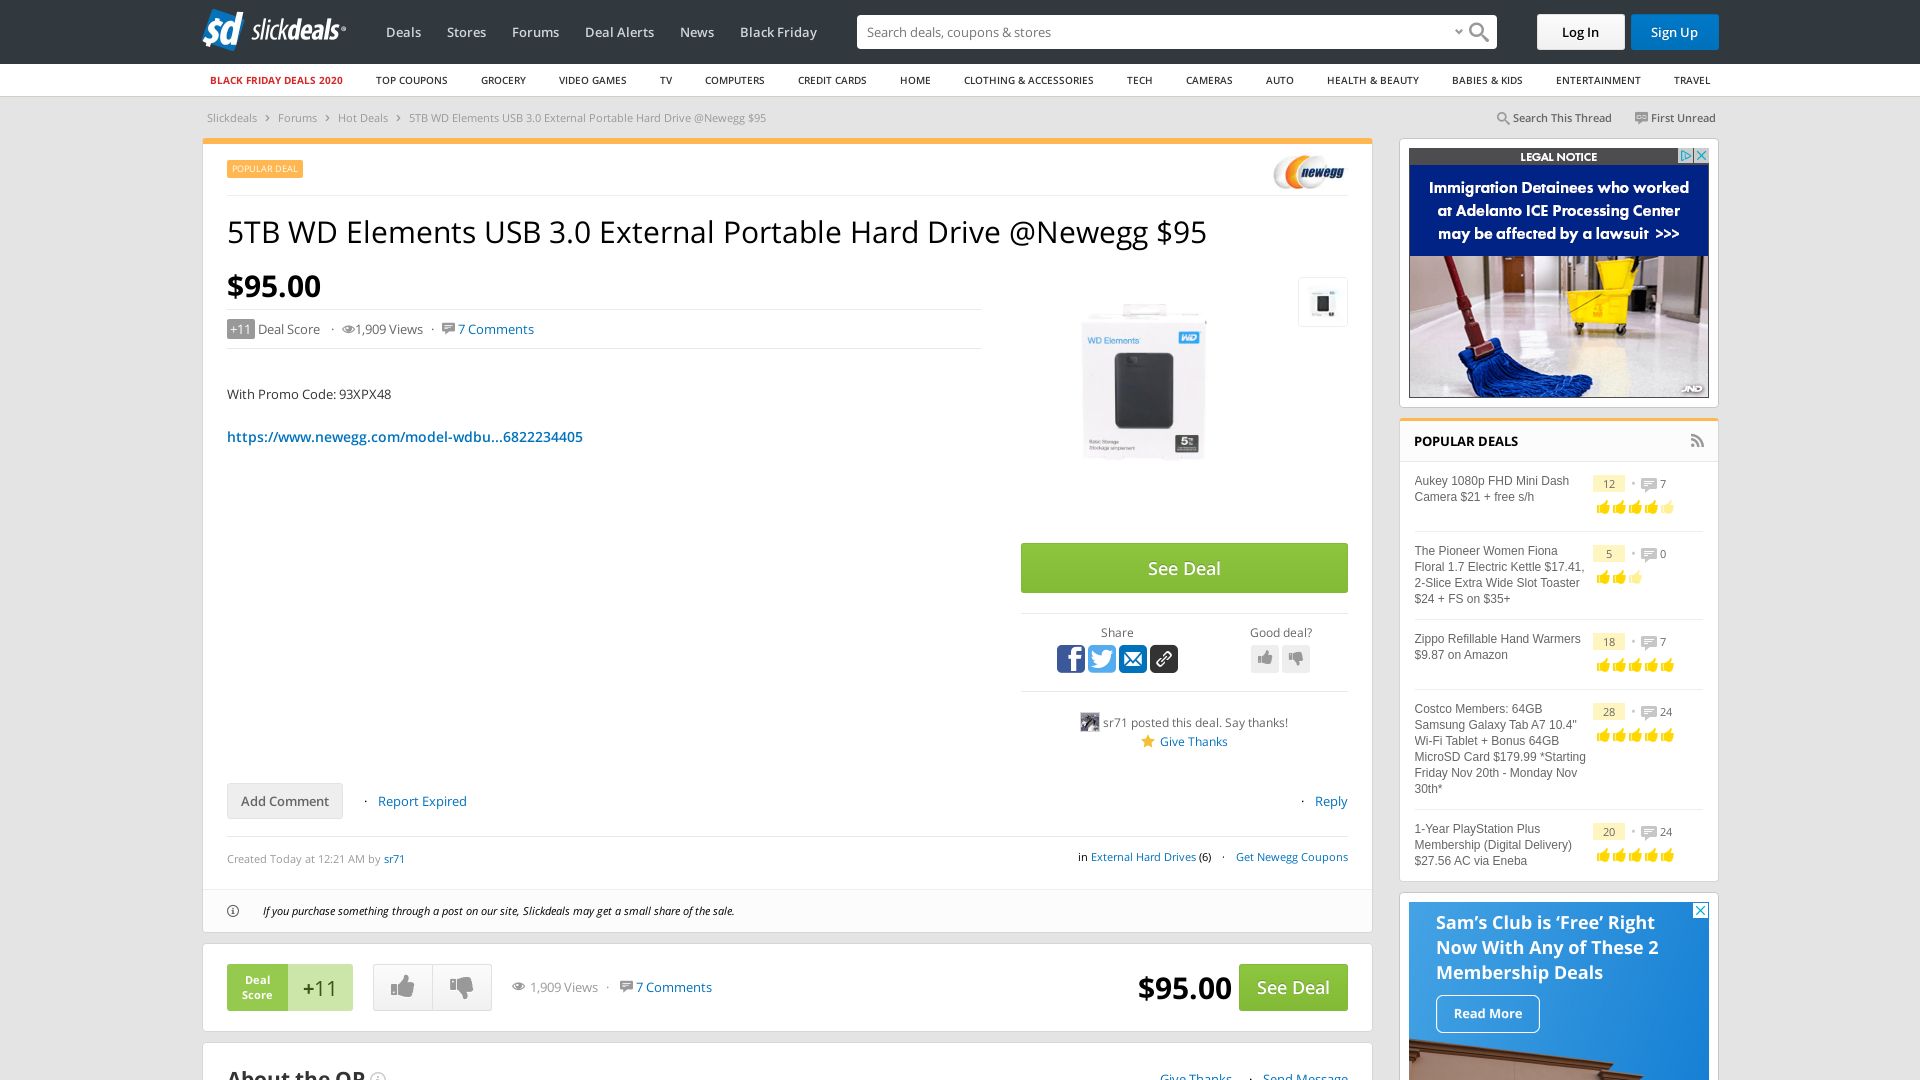 slickdeals
Deals Stores Forums Deal Alerts News Black Friday
Search deals, coupons & stores
Log In
Sign Up
BLACK FRIDAY DEALS 2020 TOP COUPONS GROCERY VIDEO GAMES TV COMPUTERS CREDIT CARDS HOME CLOTHING & ACCESSORIES TECH CAMERAS AUTO HEALTH & BEAUTY BABIES & KIDS ENTERTAINMENT TRAVEL
Slickdeals > Forums > Hot Deals > 5TB WD Elements USB 3.0 External Portable Hard Drive @Newegg $95
Search This Thread First Unread
POPULAR DEAL
newegg
5TB WD Elements USB 3.0 External Portable Hard Drive @Newegg $95
$95.00
+11 Deal Score · 1,909 Views · 7 Comments
With Promo Code: 93XPX48
https://www.newegg.com/model-wdbu...6822234405
WD Elements
WD
Basic Storage
Stockage simplement
5TB
See Deal
Share
Good deal?
sr71 posted this deal. Say thanks!
Give Thanks
Add Comment · Report Expired
· Reply
Created Today at 12:21 AM by sr71
in External Hard Drives (6) · Get Newegg Coupons
If you purchase something through a post on our site, Slickdeals may get a small share of the sale.
Deal
Score
+11
1,909 Views · 7 Comments
$95.00
See Deal
About the OP
Give Thanks · Send Message
LEGAL NOTICE
Immigration Detainees who worked
at Adelanto ICE Processing Center
may be affected by a lawsuit >>>
JND
POPULAR DEALS
Aukey 1080p FHD Mini Dash
Camera $21 + free s/h
12 · 7
The Pioneer Women Fiona
Floral 1.7 Electric Kettle $17.41,
2-Slice Extra Wide Slot Toaster
$24 + FS on $35+
5 · 0
Zippo Refillable Hand Warmers
$9.87 on Amazon
18 · 7
Costco Members: 64GB
Samsung Galaxy Tab A7 10.4"
Wi-Fi Tablet + Bonus 64GB
MicroSD Card $179.99 *Starting
Friday Nov 20th - Monday Nov
30th*
28 · 24
1-Year PlayStation Plus
Membership (Digital Delivery)
$27.56 AC via Eneba
20 · 24
Sam's Club is 'Free' Right
Now With Any of These 2
Membership Deals
Read More